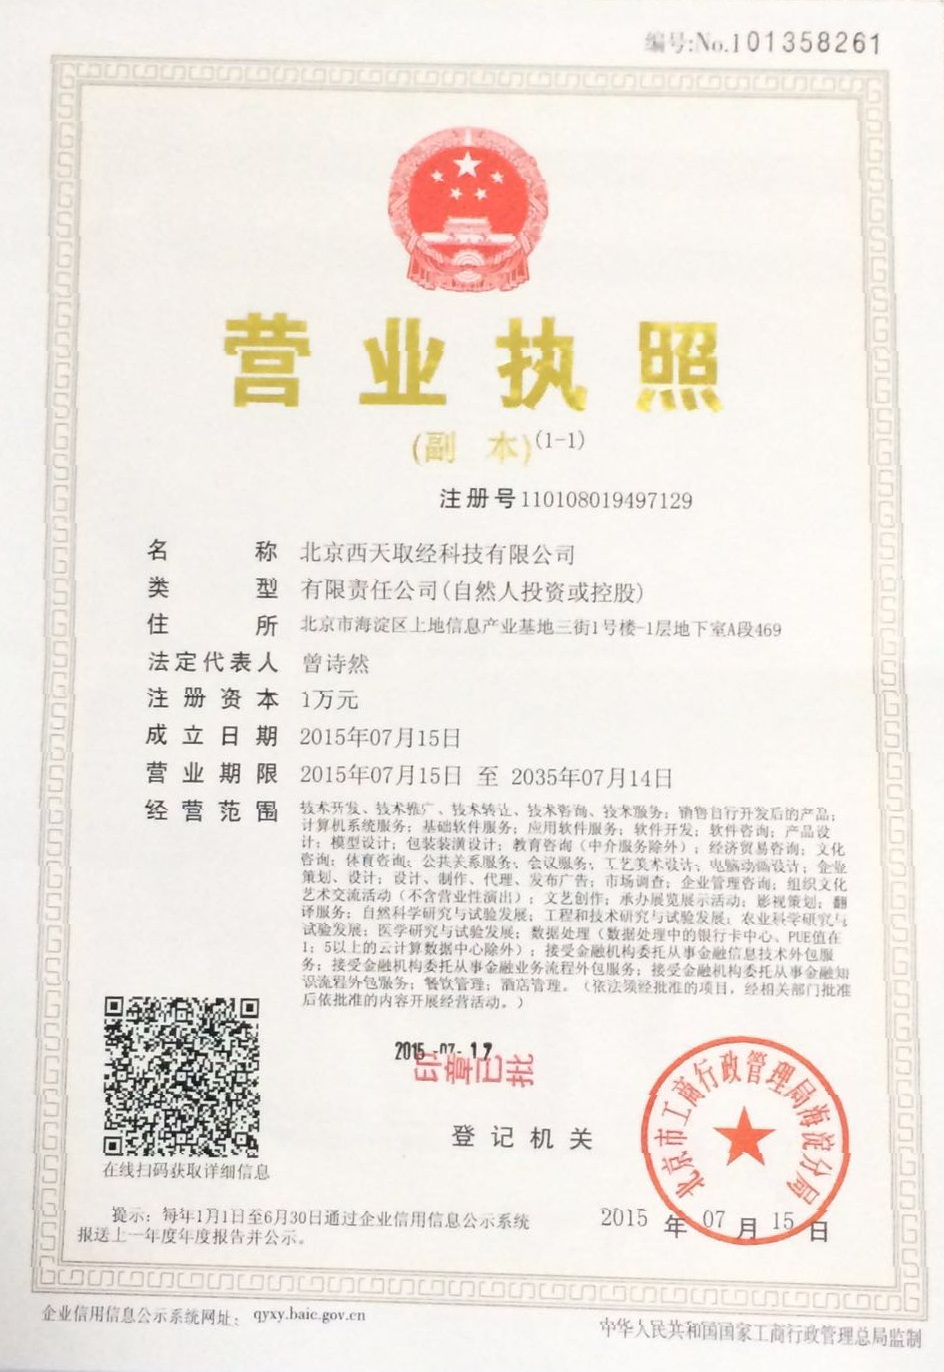 编号:No.101358261
营业执照
(副 本)(1-1)
注册号110108019497129
名 称 北京西天取经科技有限公司
类 型 有限责任公司(自然人投资或控股)
住 所 北京市海淀区上地信息产业基地三街1号楼-1层地下室A段469
法定代表人 曾诗然
注册资本 1万元
成立日期 2015年07月15日
营业期限 2015年07月15日 至 2035年07月14日
经营范围 技术开发、技术推广、技术转让、技术咨询、技术服务；销售自行开发后的产品；
计算机系统服务；基础软件服务；应用软件服务；软件开发；软件咨询；产品设
计；模型设计；包装装潢设计；教育咨询（中介服务除外）；经济贸易咨询；文化
咨询；体育咨询；公共关系服务；会议服务；工艺美术设计；电脑动画设计；企业
策划、设计；设计、制作、代理、发布广告；市场调查；企业管理咨询；组织文化
艺术交流活动（不含营业性演出）；文艺创作；承办展览展示活动；影视策划；翻
译服务；自然科学研究与试验发展；工程和技术研究与试验发展；农业科学研究与
试验发展；医学研究与试验发展；数据处理（数据处理中的银行卡中心、PUE值在
1；5以上的云计算数据中心除外）；接受金融机构委托从事金融信息技术外包服
务；接受金融机构委托从事金融业务流程外包服务；接受金融机构委托从事金融知
识流程外包服务；餐饮管理；酒店管理。（依法须经批准的项目，经相关部门批准
后依批准的内容开展经营活动。）
2015-07-17
印章已批
在线扫码获取详细信息
登记机关
北京市工商行政管理局海淀分局
2015 年 07 月 15 日
提示：每年1月1日至6月30日通过企业信用信息公示系统
报送上一年度年度报告并公示。
企业信用信息公示系统网址： qyxy.baic.gov.cn
中华人民共和国国家工商行政管理总局监制